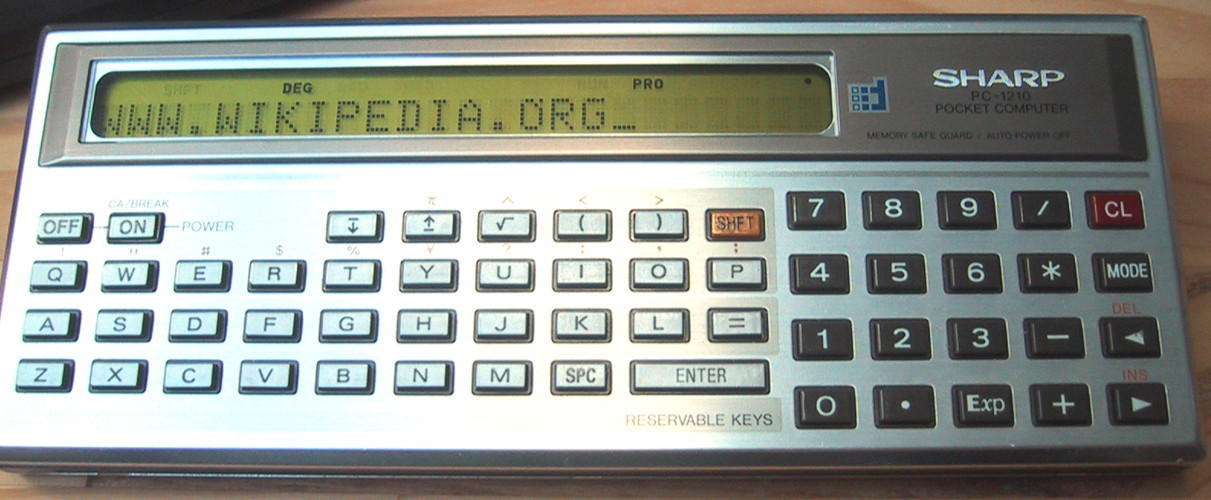 SHFT DEG RUN PRO
WWW.WIKIPEDIA.ORG_
SHARP
PC-1210
POCKET COMPUTER
MEMORY SAFE GUARD / AUTO POWER OFF
CA/BREAK
π ^ < >
OFF ON POWER ↧ ↥ √ ( ) SHFT 7 8 9 / CL
! " # $ % ¥ ? : , ;
Q W E R T Y U I O P 4 5 6 * MODE
DEL
A S D F G H J K L = 1 2 3 − ◀
INS
Z X C V B N M SPC ENTER 0 • Exp + ▶
RESERVABLE KEYS